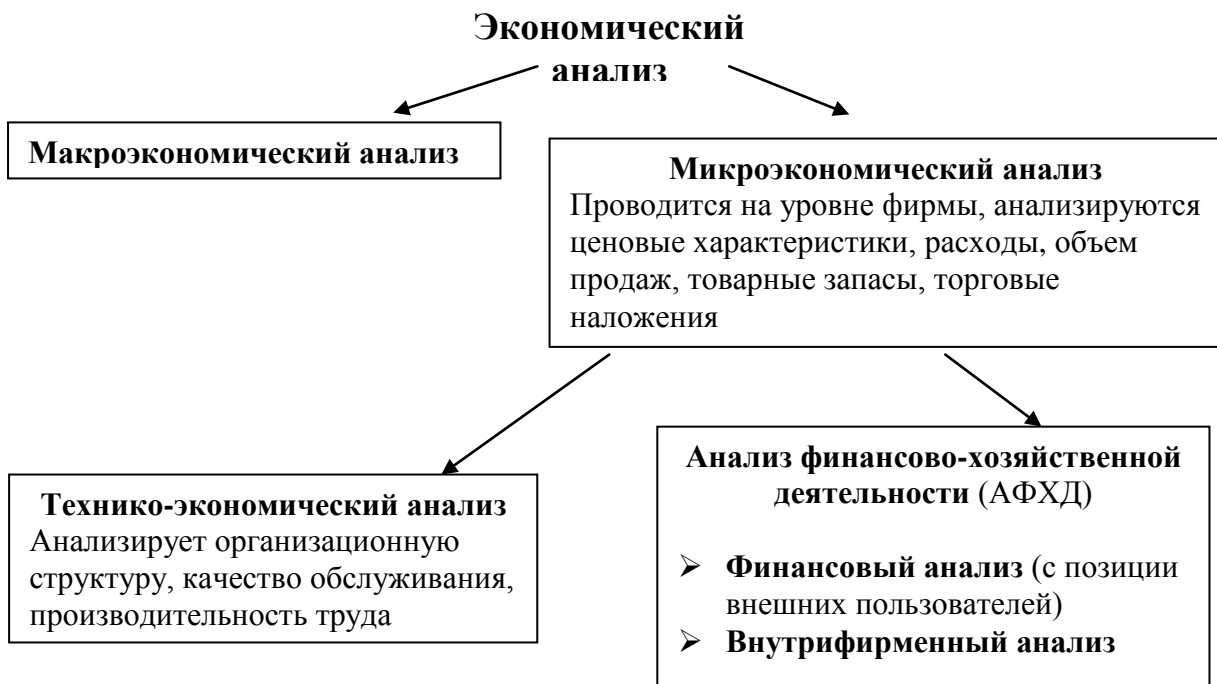 Экономический
анализ
Макроэкономический анализ
Микроэкономический анализ
Проводится на уровне фирмы, анализируются
ценовые характеристики, расходы, объем
продаж, товарные запасы, торговые
наложения
Технико-экономический анализ
Анализирует организационную
структуру, качество обслуживания,
производительность труда
Анализ финансово-хозяйственной
деятельности (АФХД)
➢ Финансовый анализ (с позиции
внешних пользователей)
➢ Внутрифирменный анализ